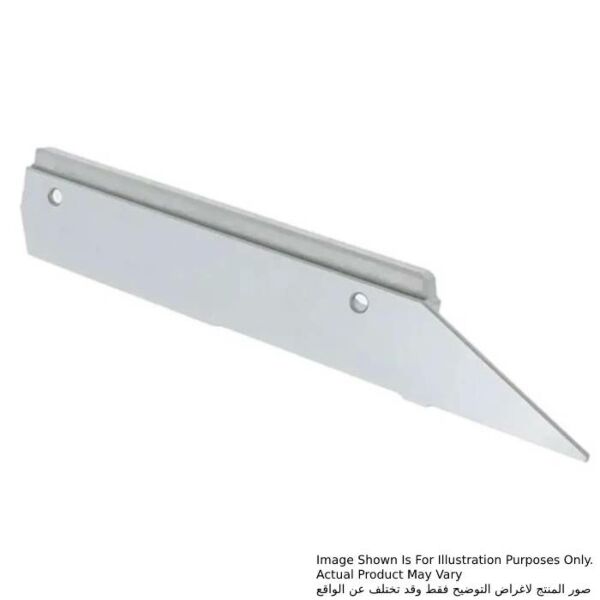 Image Shown Is For Illustration Purposes Only.
Actual Product May Vary
صور المنتج لاغراض التوضيح فقط وقد تختلف عن الواقع